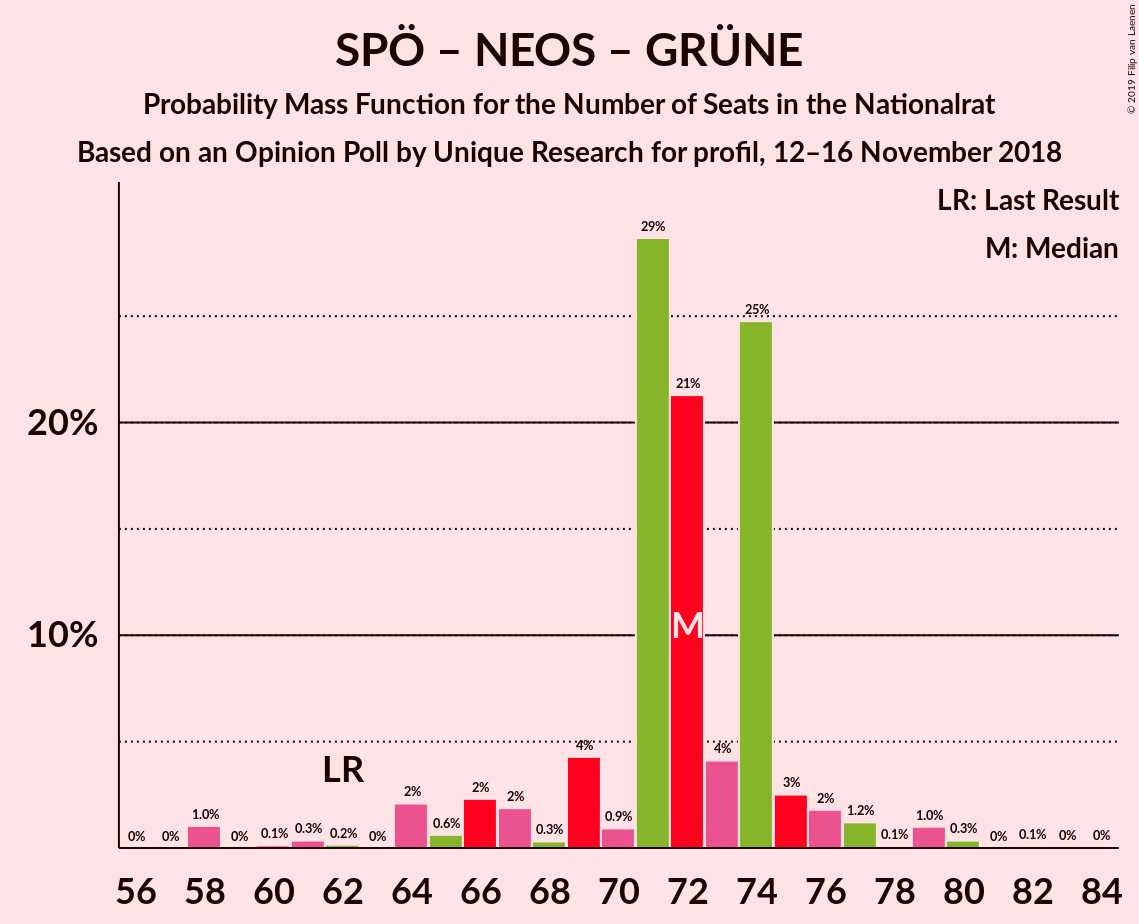 SPÖ – NEOS – GRÜNE
Probability Mass Function for the Number of Seats in the Nationalrat
Based on an Opinion Poll by Unique Research for profil, 12–16 November 2018
© 2019 Filip van Laenen
LR: Last Result
M: Median
29%
25%
21%
20%
M
10%
4% 4%
LR
0% 0% 1.0% 0% 0.1% 0.3% 0.2% 0% 2% 0.6% 2% 2% 0.3% 0.9% 3% 2% 1.2% 0.1% 1.0% 0.3% 0% 0.1% 0% 0%
56 58 60 62 64 66 68 70 72 74 76 78 80 82 84